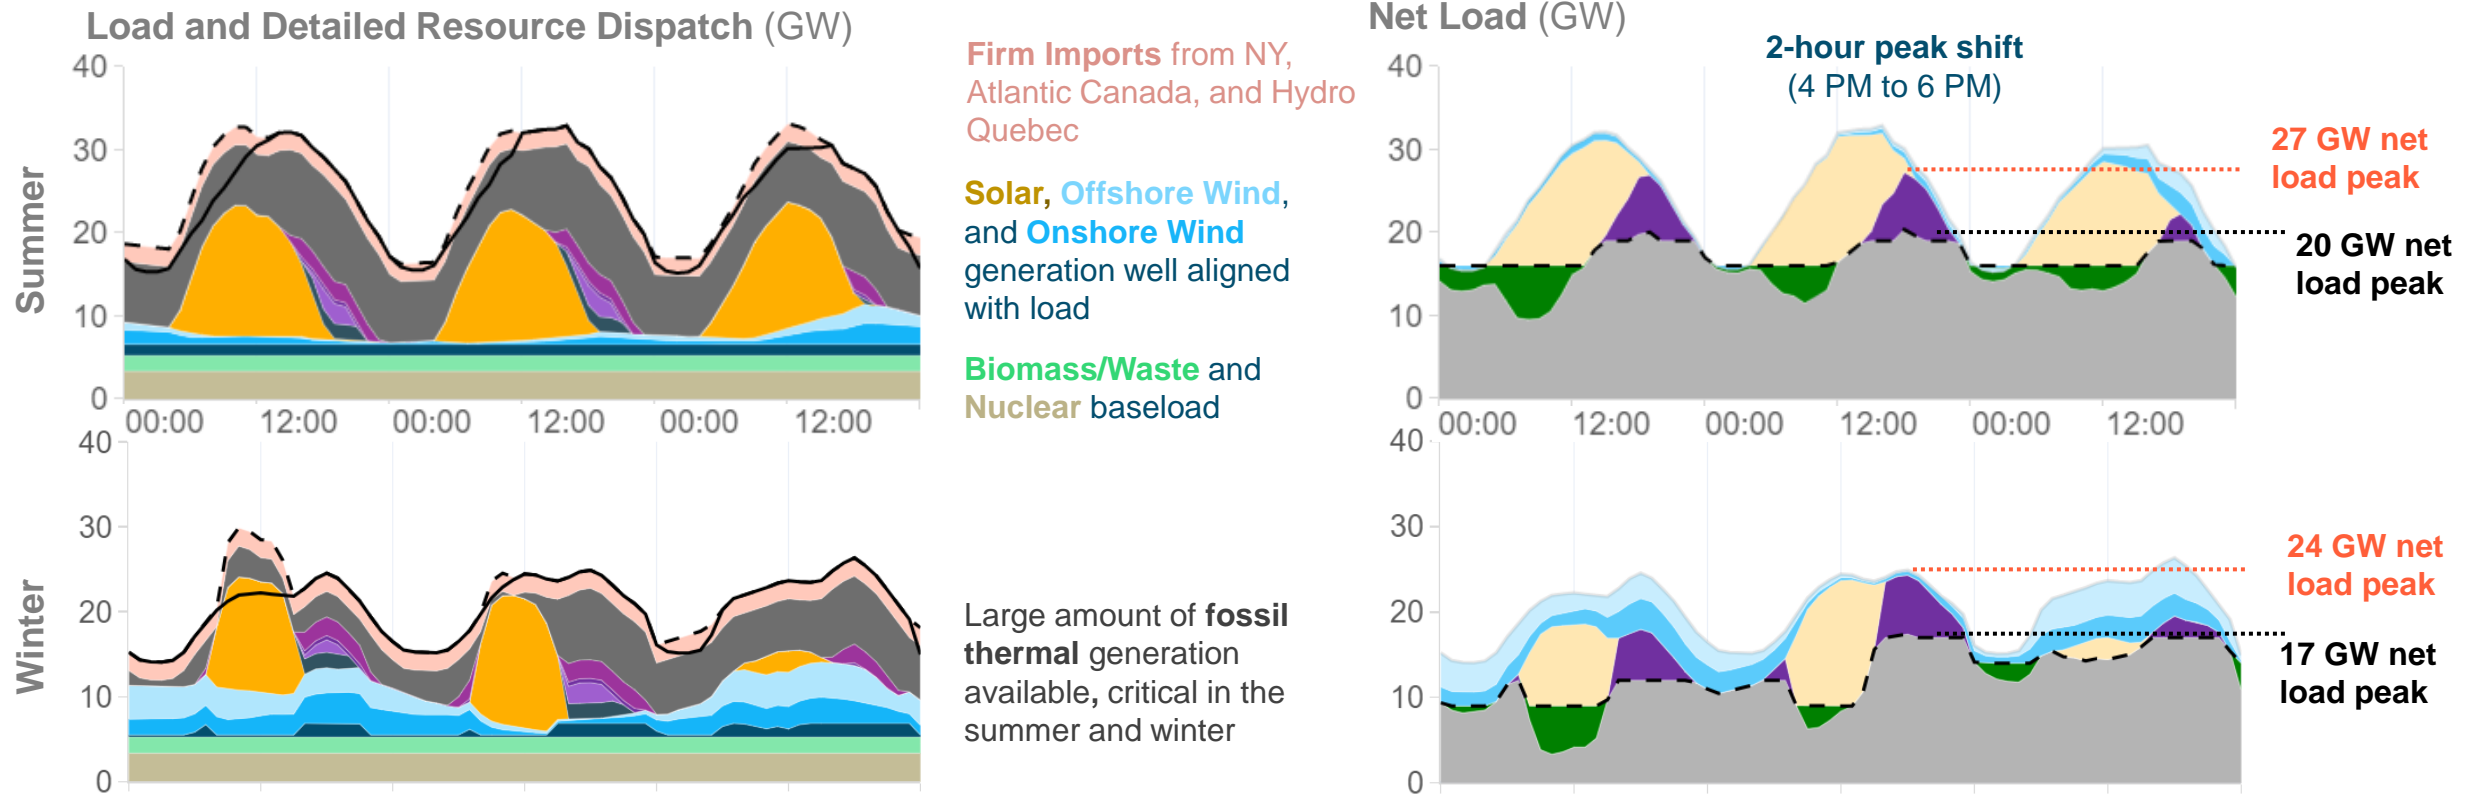 Load and Detailed Resource Dispatch (GW)
Summer
40
30
20
10
0
00:00 12:00 00:00 12:00 00:00 12:00
Winter
40
30
20
10
0
Firm Imports from NY,
Atlantic Canada, and Hydro
Quebec
Solar, Offshore Wind,
and Onshore Wind
generation well aligned
with load
Biomass/Waste and
Nuclear baseload
Large amount of fossil
thermal generation
available, critical in the
summer and winter
Net Load (GW)
2-hour peak shift
(4 PM to 6 PM)
40
30
20
10
0
00:00 12:00 00:00 12:00 00:00 12:00
27 GW net
load peak
20 GW net
load peak
40
30
20
10
0
24 GW net
load peak
17 GW net
load peak